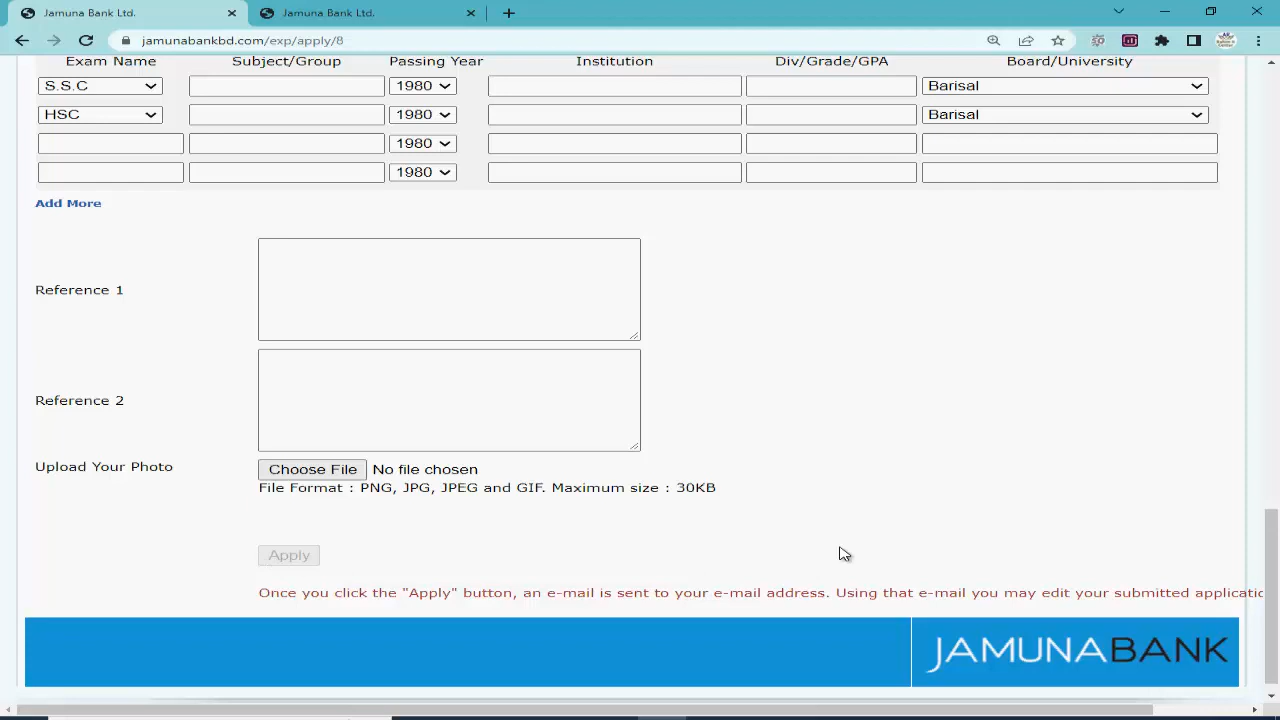 Jamuna Bank Ltd.
Jamuna Bank Ltd.
jamunabankbd.com/exp/apply/8
Exam Name Subject/Group Passing Year Institution Div/Grade/GPA Board/University
S.S.C 1980 Barisal
HSC 1980 Barisal
1980
1980
Add More
Reference 1
Reference 2
Upload Your Photo Choose File No file chosen
File Format : PNG, JPG, JPEG and GIF. Maximum size : 30KB
Apply
Once you click the "Apply" button, an e-mail is sent to your e-mail address. Using that e-mail you may edit your submitted applicatio
JAMUNABANK